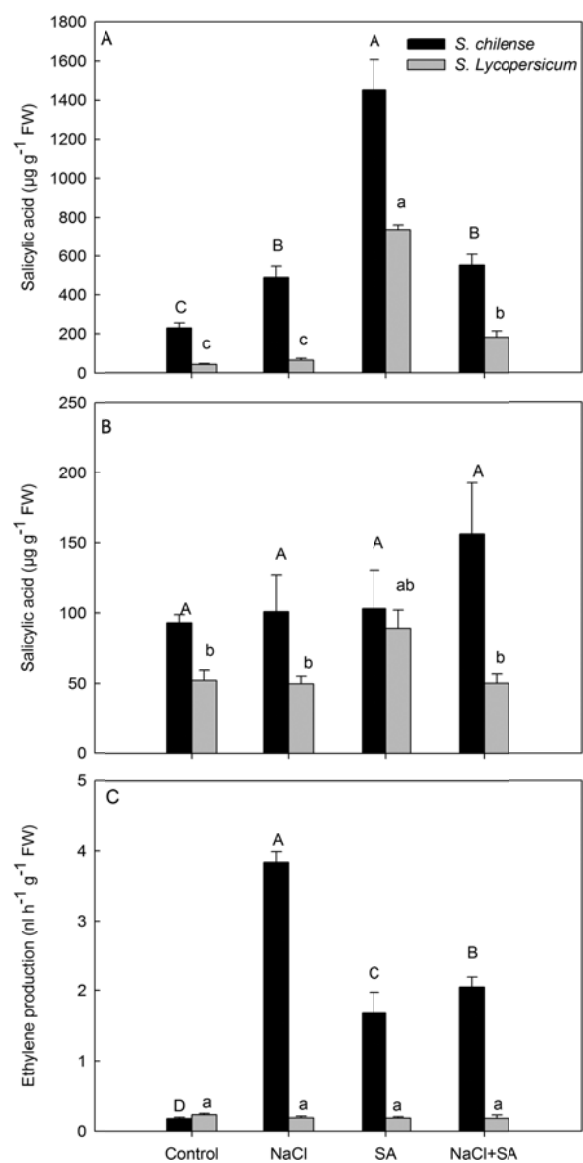 A
S. chilense
S. Lycopersicum
Salicylic acid (µg g⁻¹ FW)
1800
1600
1400
1200
1000
800
600
400
200
0
C
c
B
c
A
a
B
b
B
Salicylic acid (µg g⁻¹ FW)
250
200
150
100
50
0
A
b
A
b
A
ab
A
b
C
Ethylene production (nl h⁻¹ g⁻¹ FW)
5
4
3
2
1
0
D
a
A
a
C
a
B
a
Control NaCl SA NaCl+SA